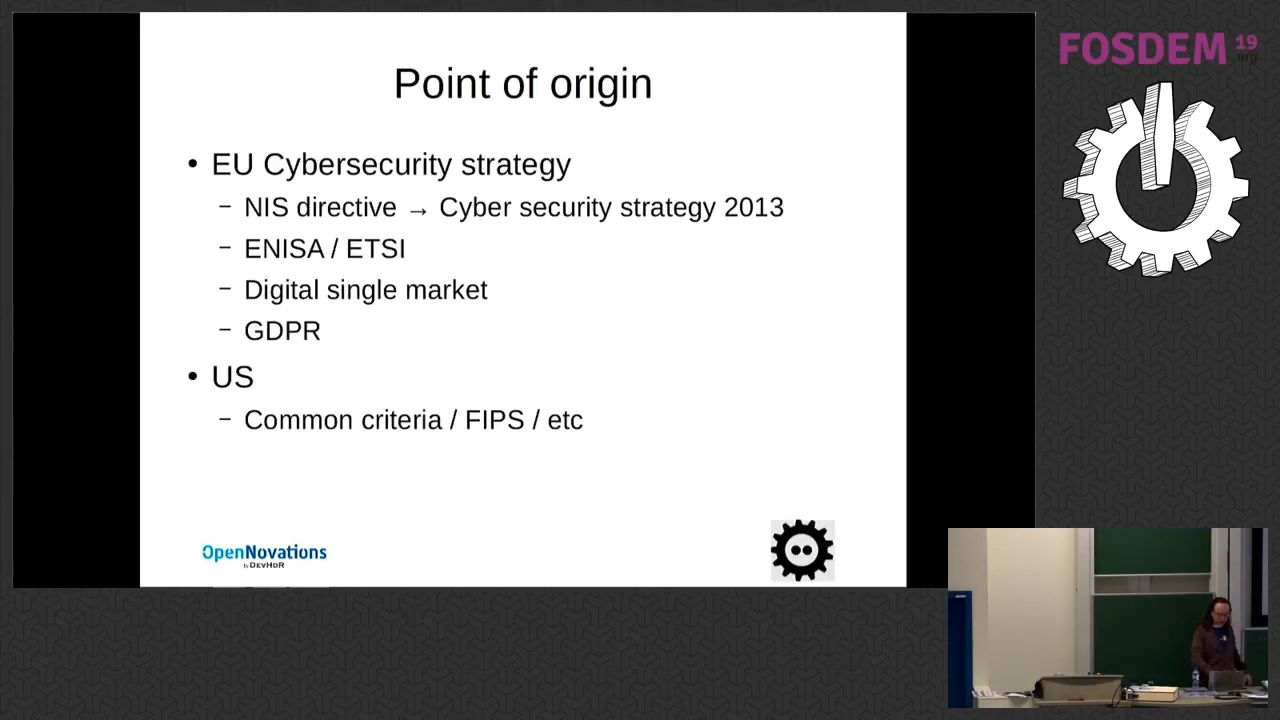 Point of origin
• EU Cybersecurity strategy
– NIS directive → Cyber security strategy 2013
– ENISA / ETSI
– Digital single market
– GDPR
• US
– Common criteria / FIPS / etc
OpenNovations
by DevHdR
FOSDEM 19
.org